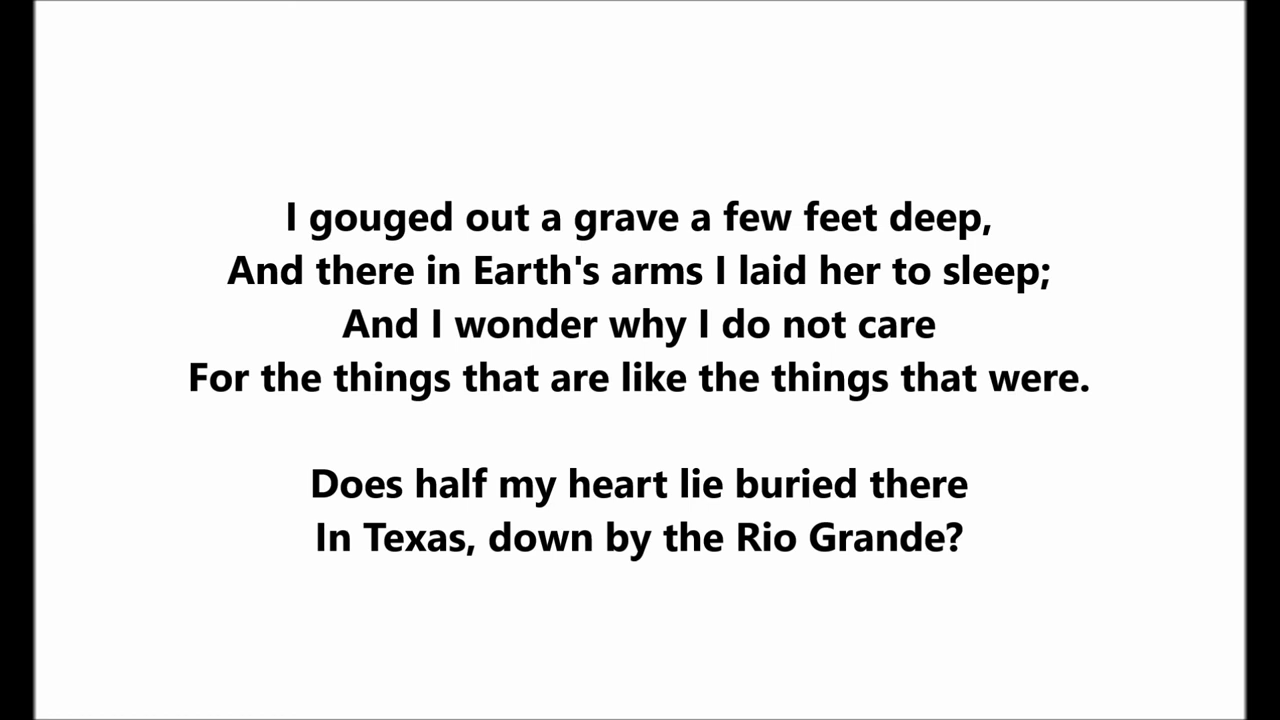 I gouged out a grave a few feet deep,
And there in Earth's arms I laid her to sleep;
And I wonder why I do not care
For the things that are like the things that were.
Does half my heart lie buried there
In Texas, down by the Rio Grande?